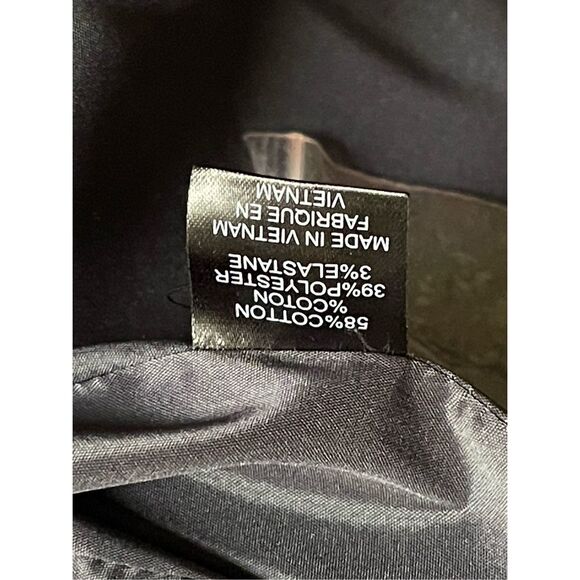 58%COTTON
%COTON
39%POLYESTER
3%ELASTANE
MADE IN VIETNAM
FABRIQUE EN
VIETNAM